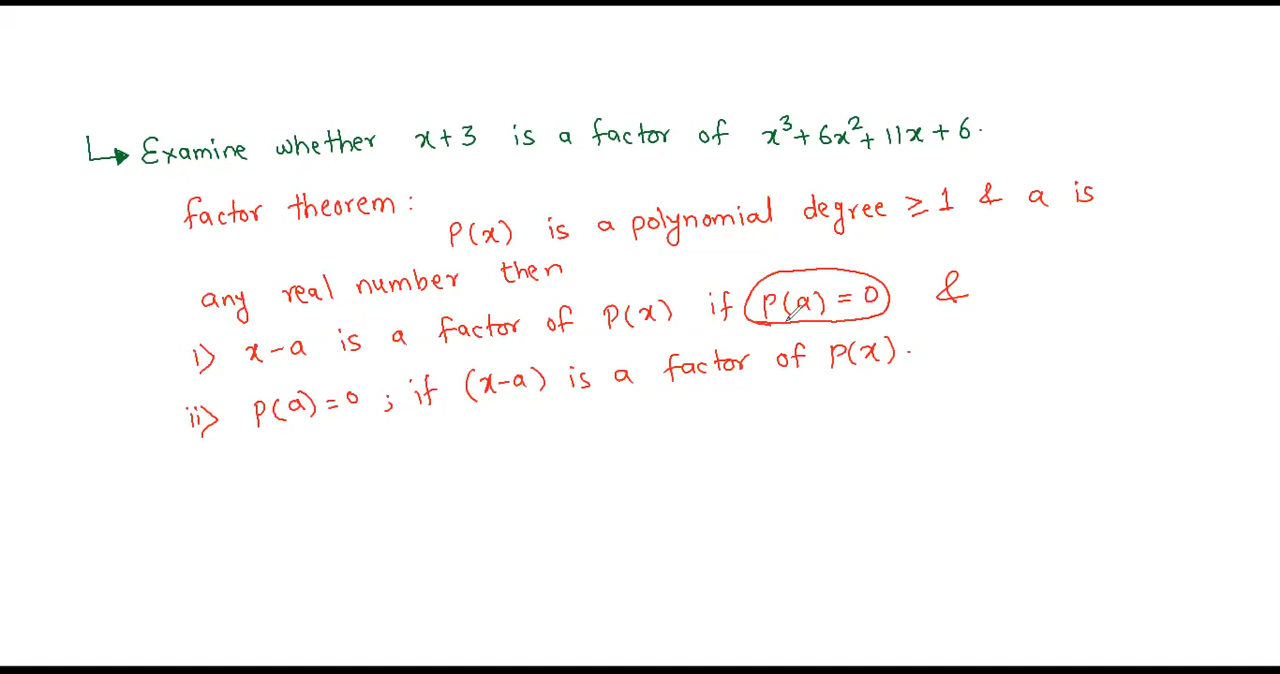 ↳ Examine whether x+3 is a factor of x³+6x²+11x+6.
factor theorem:
P(x) is a polynomial degree ≥ 1 & a is
any real number then
i) x-a is a factor of P(x) if P(a) = 0 &
ii) P(a)=0 ; if (x-a) is a factor of P(x).